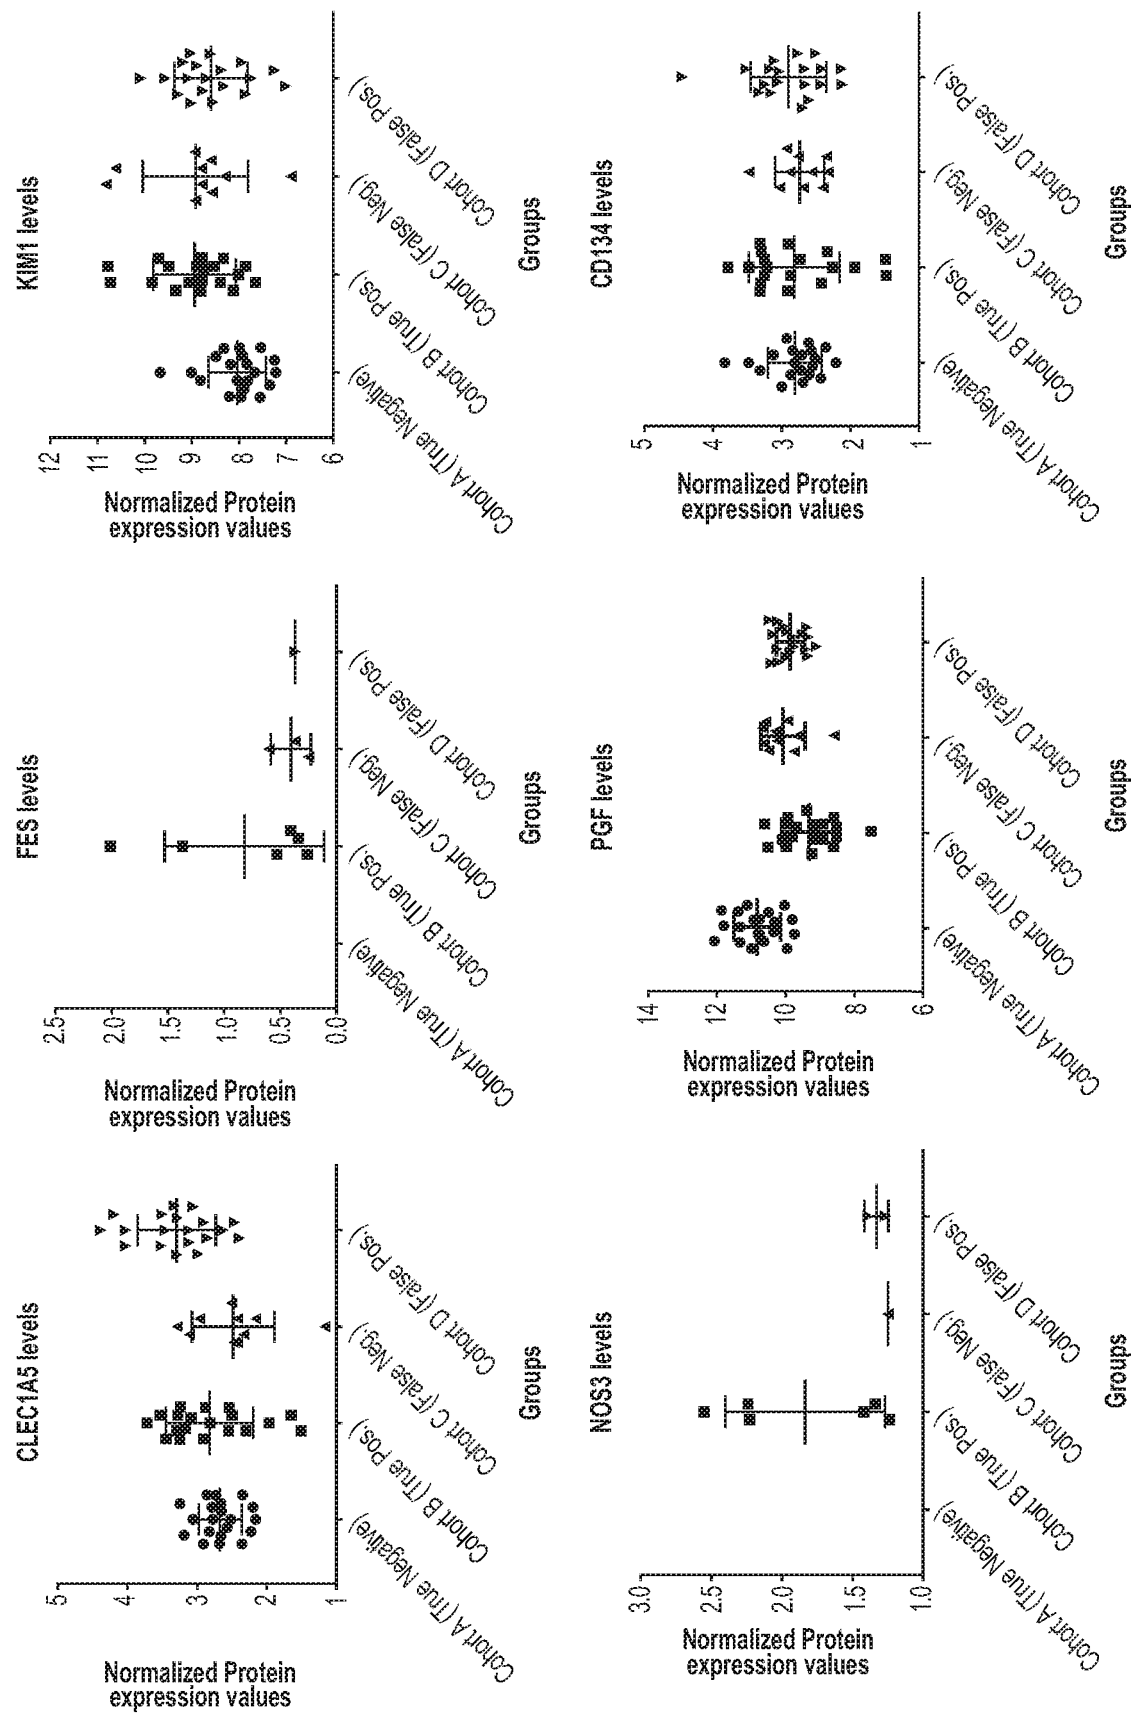 CLEC1A5 levels
Normalized Protein
expression values
5
4
3
2
1
Cohort A (True Negative)
Cohort B (True Pos.)
Cohort C (False Neg.)
Cohort D (False Pos.)
Groups
FES levels
Normalized Protein
expression values
2.5
2.0
1.5
1.0
0.5
0.0
Cohort A (True Negative)
Cohort B (True Pos.)
Cohort C (False Neg.)
Cohort D (False Pos.)
Groups
KIM1 levels
Normalized Protein
expression values
12
11
10
9
8
7
6
Cohort A (True Negative)
Cohort B (True Pos.)
Cohort C (False Neg.)
Cohort D (False Pos.)
Groups
NOS3 levels
Normalized Protein
expression values
3.0
2.5
2.0
1.5
1.0
Cohort A (True Negative)
Cohort B (True Pos.)
Cohort C (False Neg.)
Cohort D (False Pos.)
Groups
PGF levels
Normalized Protein
expression values
14
12
10
8
6
Cohort A (True Negative)
Cohort B (True Pos.)
Cohort C (False Neg.)
Cohort D (False Pos.)
Groups
CD134 levels
Normalized Protein
expression values
5
4
3
2
1
Cohort A (True Negative)
Cohort B (True Pos.)
Cohort C (False Neg.)
Cohort D (False Pos.)
Groups